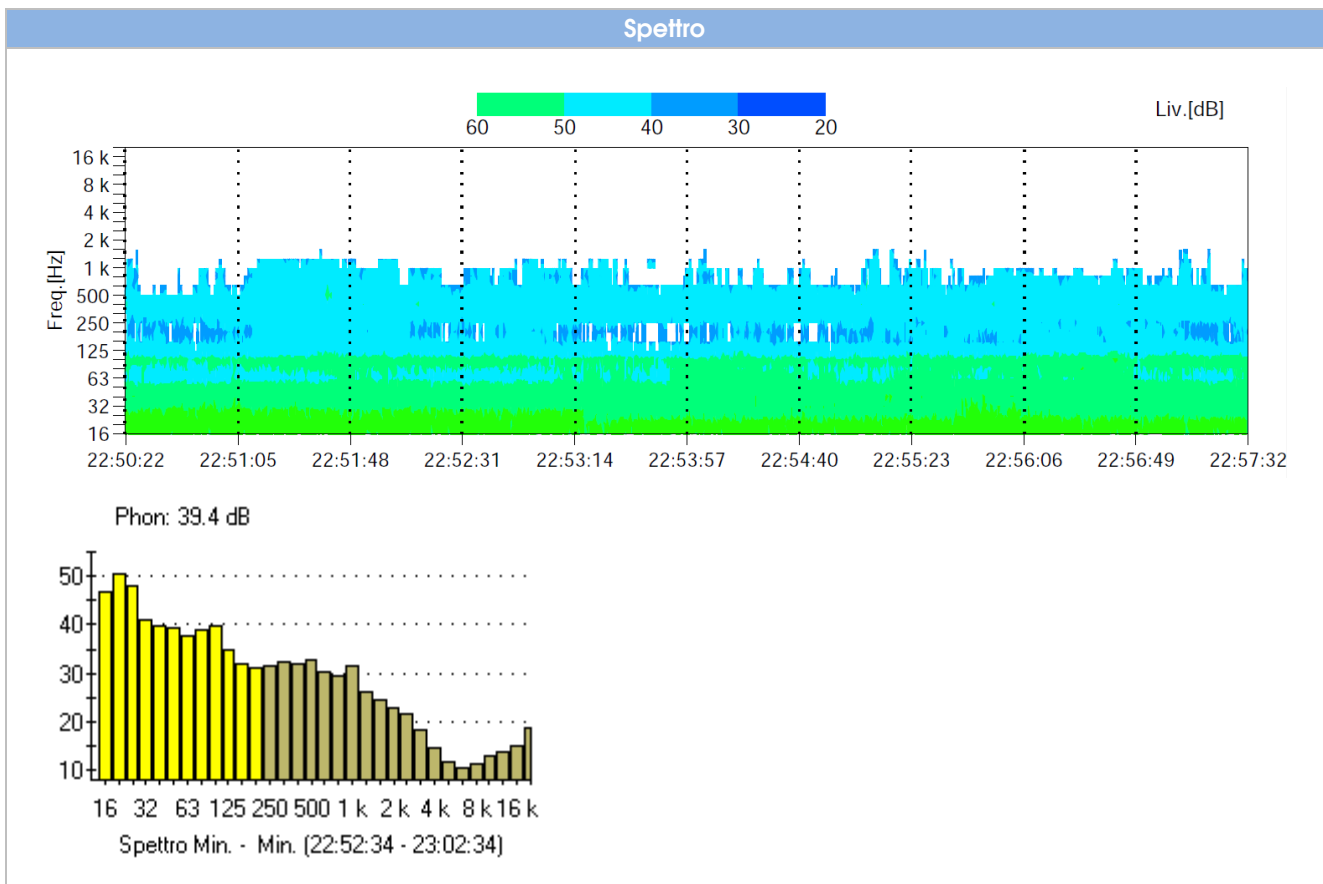 Spettro
60 50 40 30 20
Liv.[dB]
16 k
8 k
4 k
2 k
1 k
500
250
125
63
32
16
Freq.[Hz]
22:50:22 22:51:05 22:51:48 22:52:31 22:53:14 22:53:57 22:54:40 22:55:23 22:56:06 22:56:49 22:57:32
Phon: 39.4 dB
50
40
30
20
10
16 32 63 125 250 500 1 k 2 k 4 k 8 k 16 k
Spettro Min. - Min. (22:52:34 - 23:02:34)